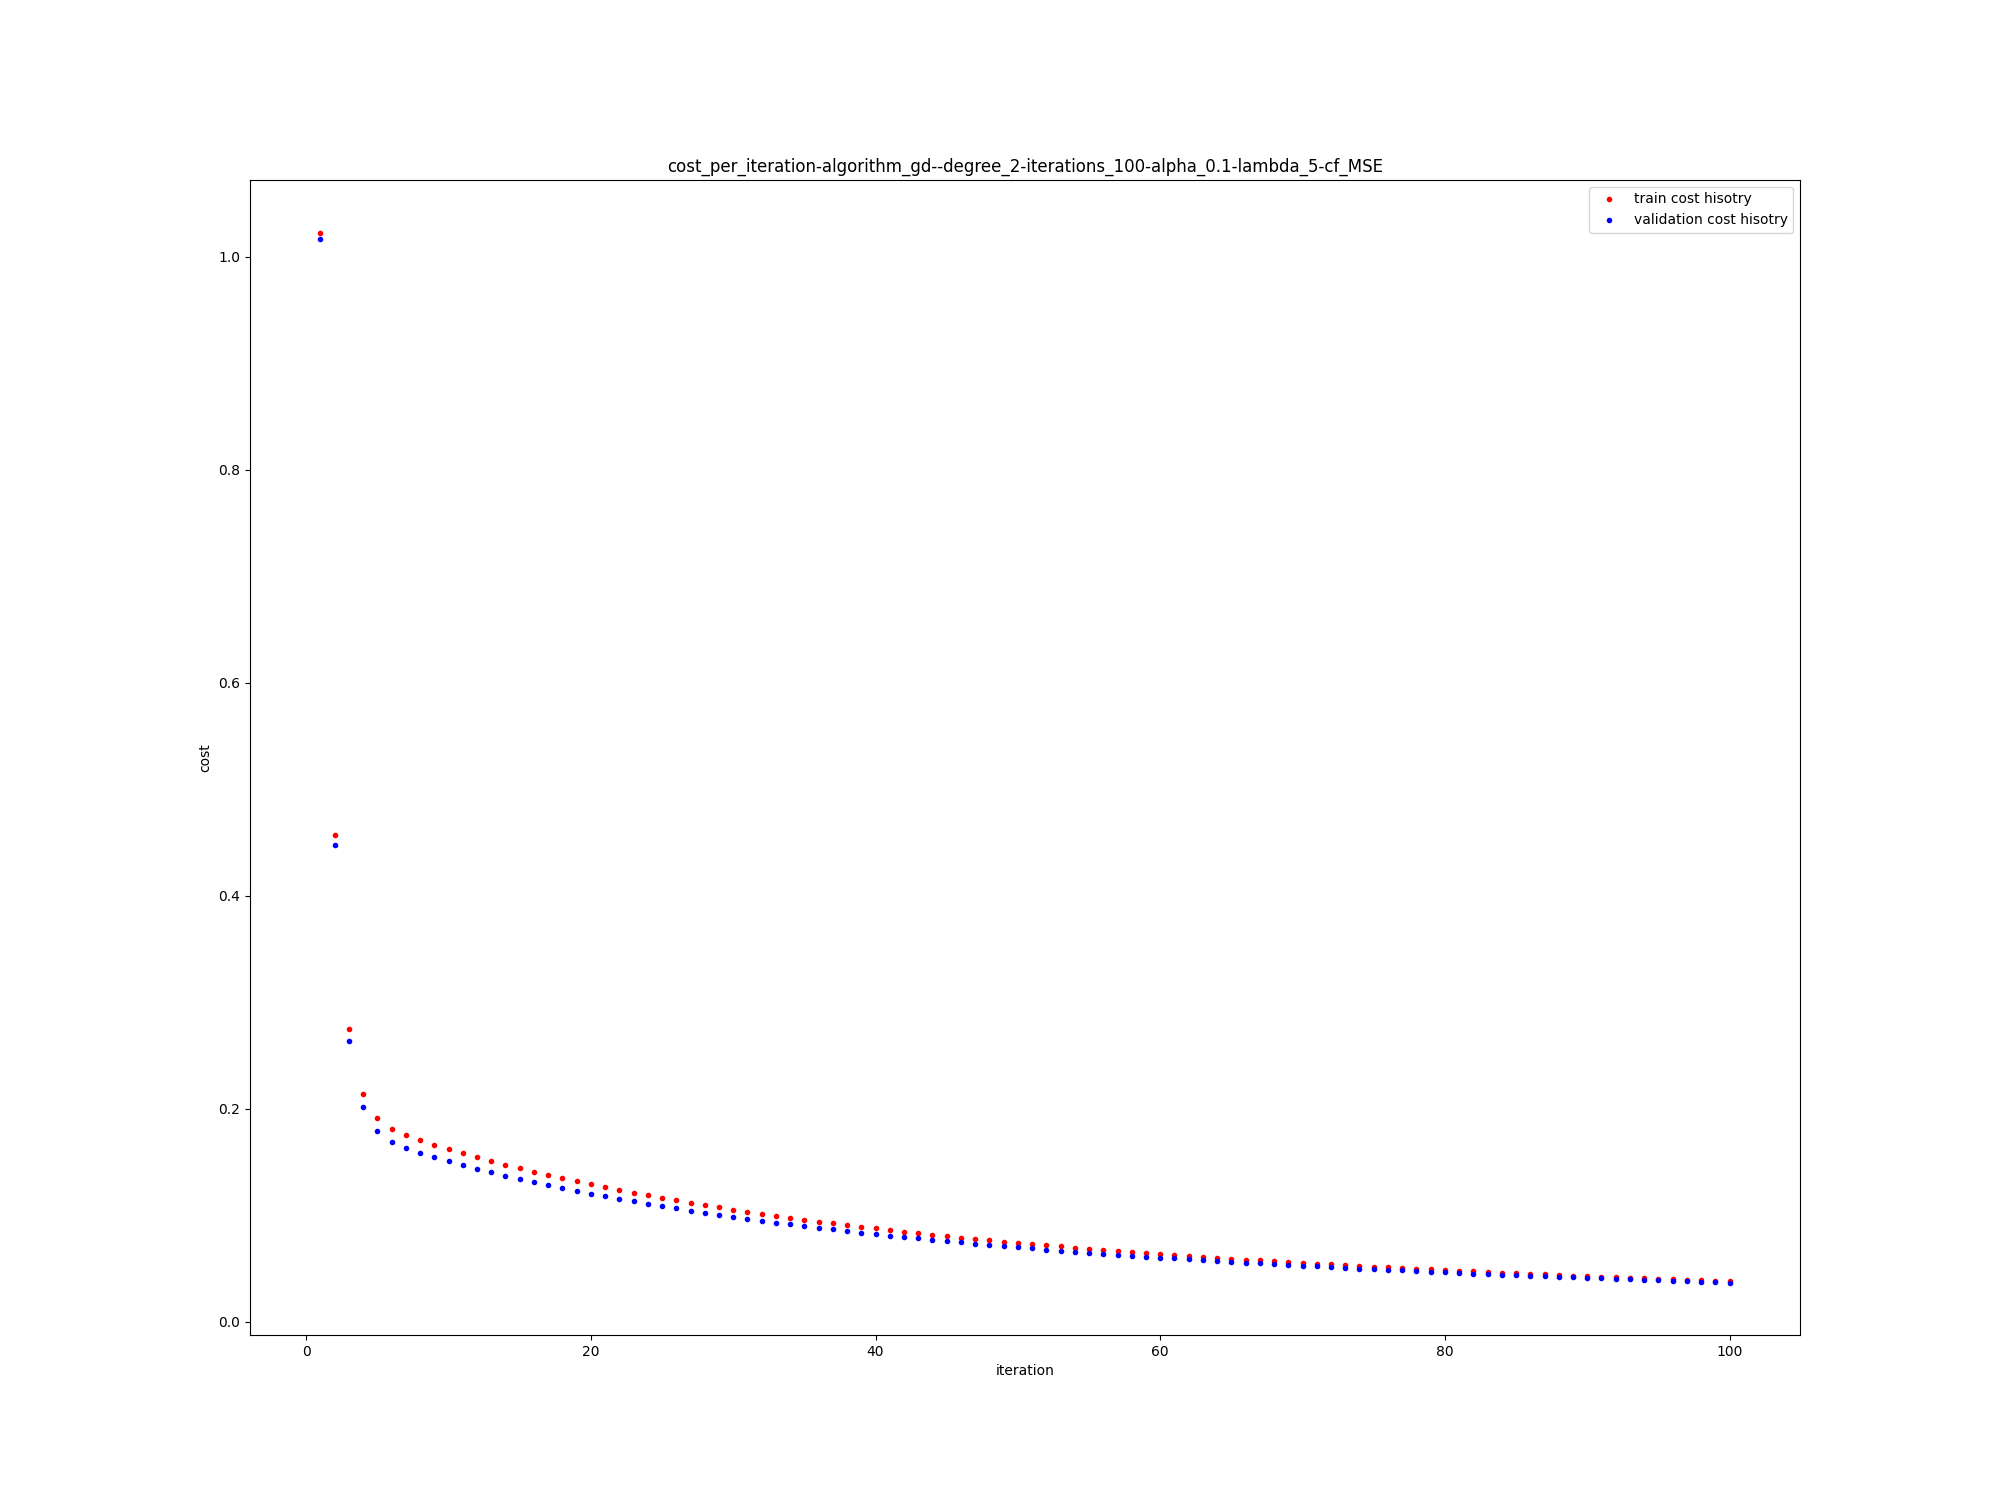 cost_per_iteration-algorithm_gd--degree_2-iterations_100-alpha_0.1-lambda_5-cf_MSE
train cost hisotry
validation cost hisotry
1.0
0.8
0.6
0.4
0.2
0.0
cost
0 20 40 60 80 100
iteration